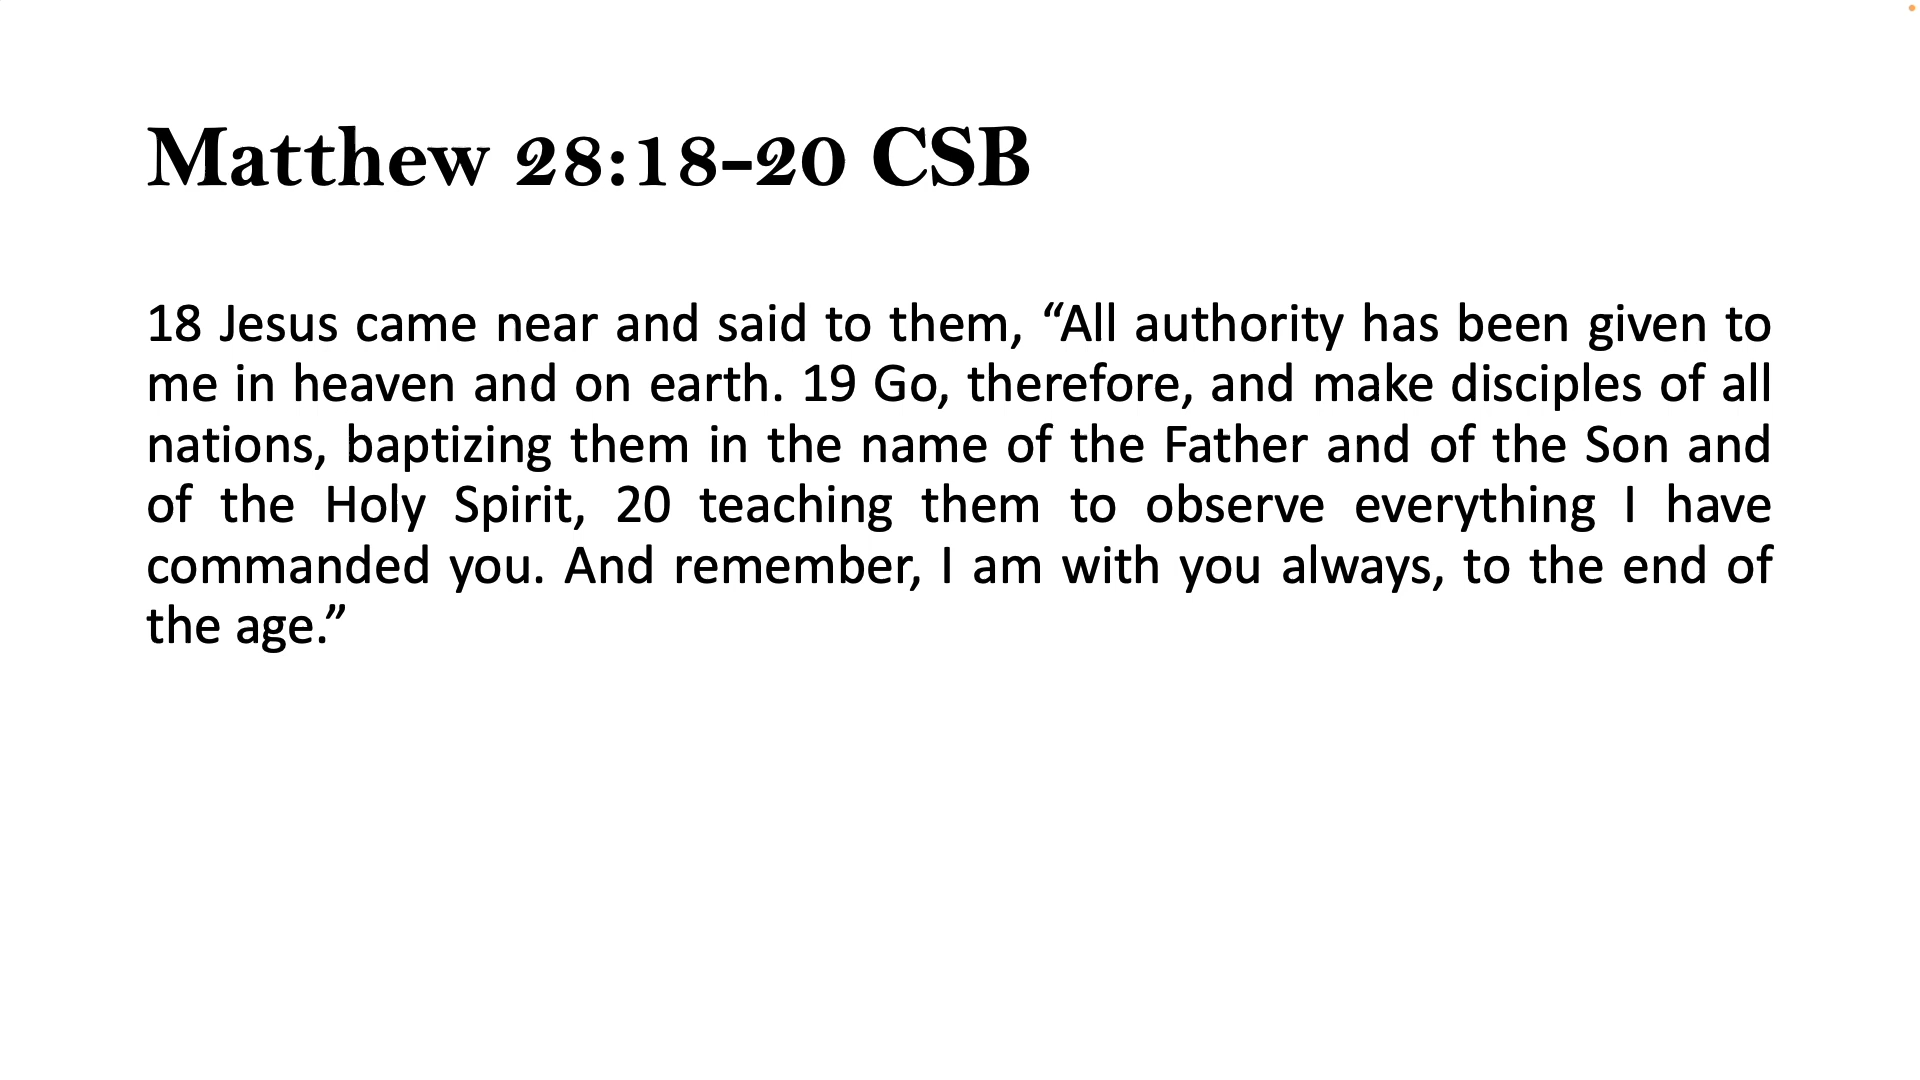 Matthew 28:18-20 CSB
18 Jesus came near and said to them, “All authority has been given to
me in heaven and on earth. 19 Go, therefore, and make disciples of all
nations, baptizing them in the name of the Father and of the Son and
of the Holy Spirit, 20 teaching them to observe everything I have
commanded you. And remember, I am with you always, to the end of
the age.”